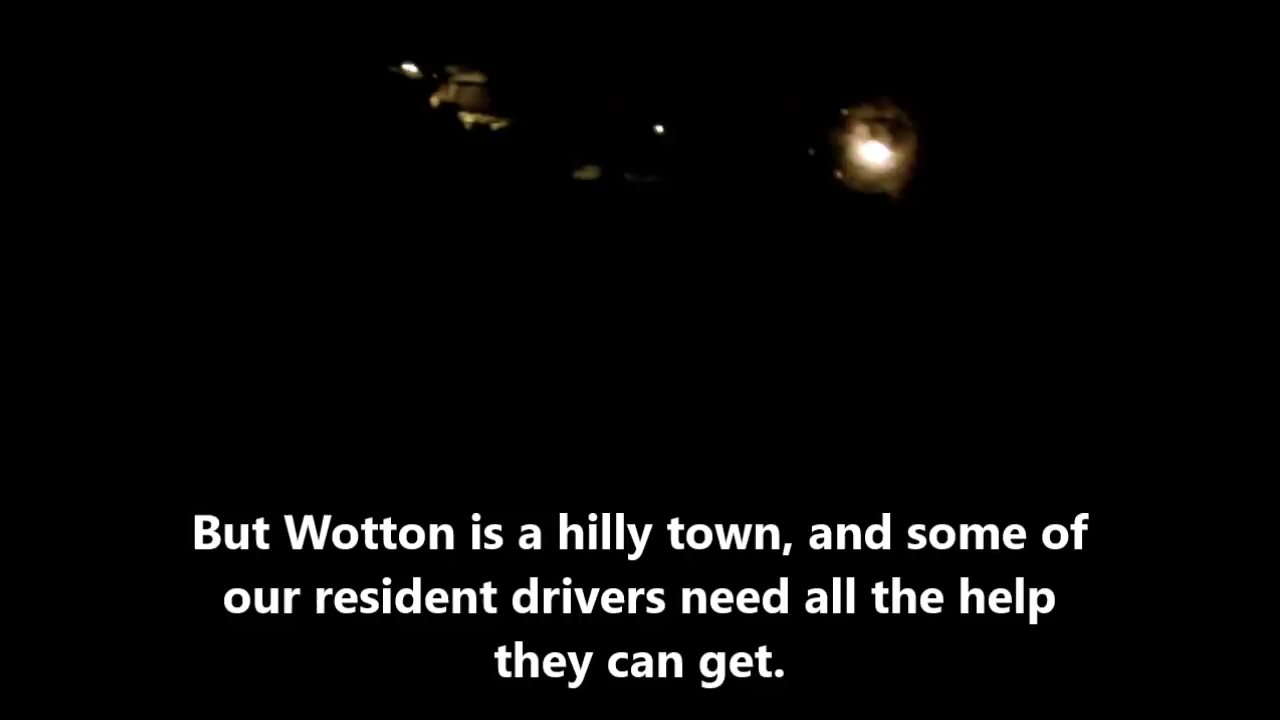 But Wotton is a hilly town, and some of
our resident drivers need all the help
they can get.